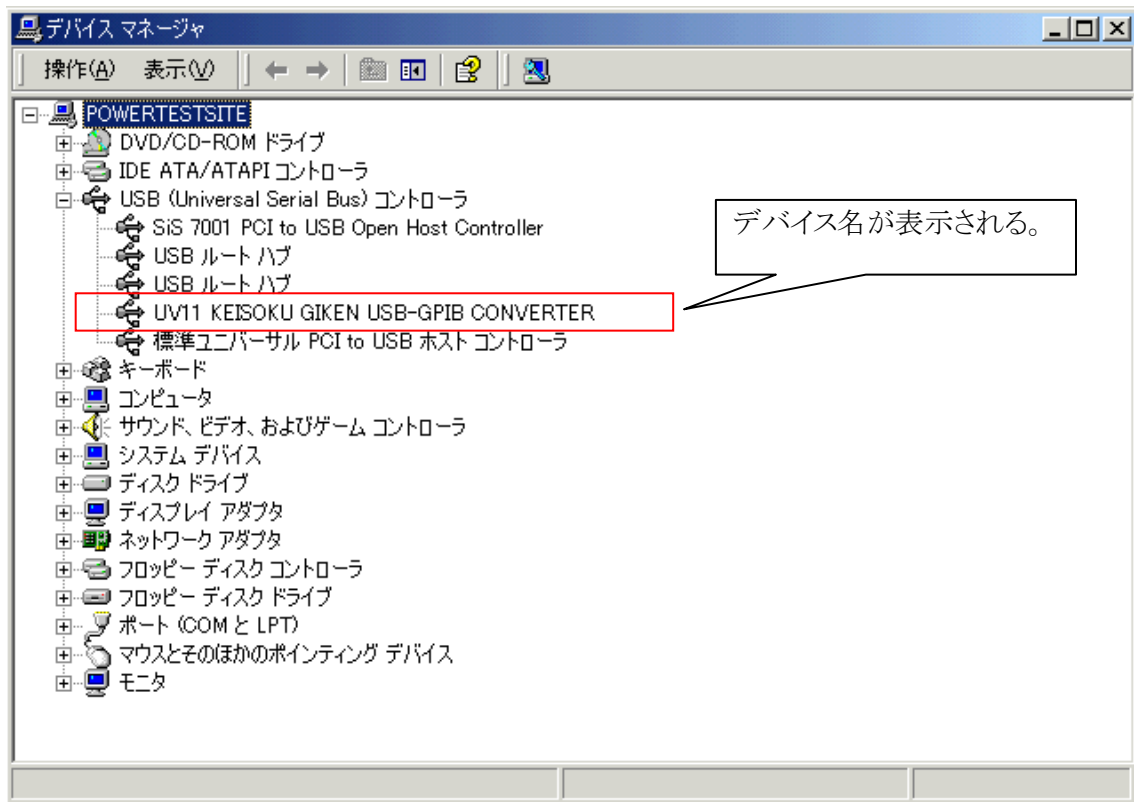 デバイス マネージャ
操作(A) 表示(V)
POWERTESTSITE
DVD/CD-ROM ドライブ
IDE ATA/ATAPI コントローラ
USB (Universal Serial Bus) コントローラ
SiS 7001 PCI to USB Open Host Controller
USB ルート ハブ
USB ルート ハブ
UV11 KEISOKU GIKEN USB-GPIB CONVERTER
標準ユニバーサル PCI to USB ホスト コントローラ
キーボード
コンピュータ
サウンド、ビデオ、およびゲーム コントローラ
システム デバイス
ディスク ドライブ
ディスプレイ アダプタ
ネットワーク アダプタ
フロッピー ディスク コントローラ
フロッピー ディスク ドライブ
ポート (COM と LPT)
マウスとそのほかのポインティング デバイス
モニタ
デバイス名が表示される。